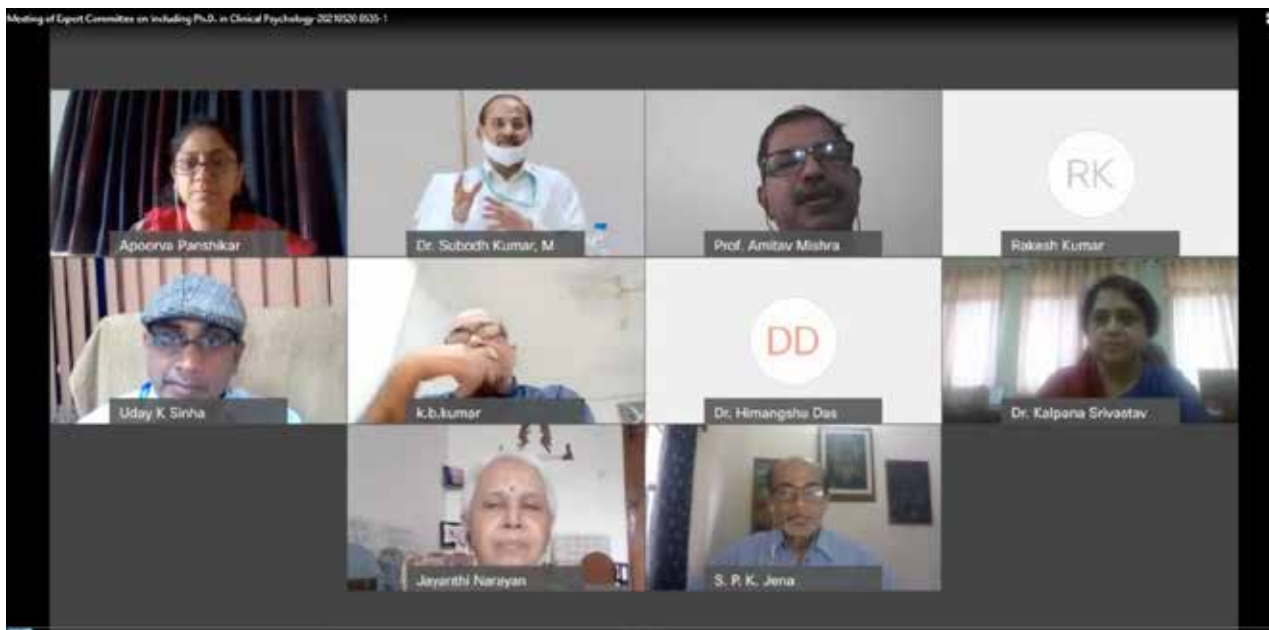 Meeting of Expert Committee on including Ph.D. in Clinical Psychology-20210520 0535-1
Apoorva Panshikar
Dr. Subodh Kumar, M
Prof. Amitav Mishra
RK
Rakesh Kumar
Uday K Sinha
k.b.kumar
DD
Dr. Himangshu Das
Dr. Kalpana Srivastav
Jayanthi Narayan
S. P. K. Jena